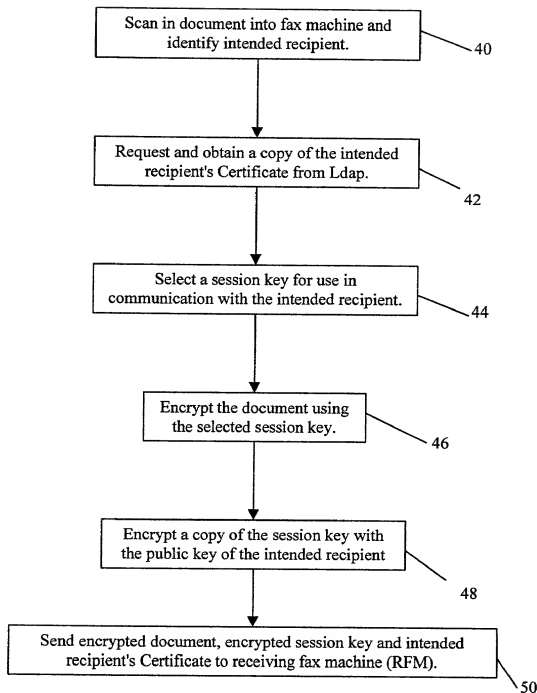 Scan in document into fax machine and
identify intended recipient.
40
Request and obtain a copy of the intended
recipient's Certificate from Ldap.
42
Select a session key for use in
communication with the intended recipient.
44
Encrypt the document using
the selected session key.
46
Encrypt a copy of the session key with
the public key of the intended recipient
48
Send encrypted document, encrypted session key and intended
recipient's Certificate to receiving fax machine (RFM).
50